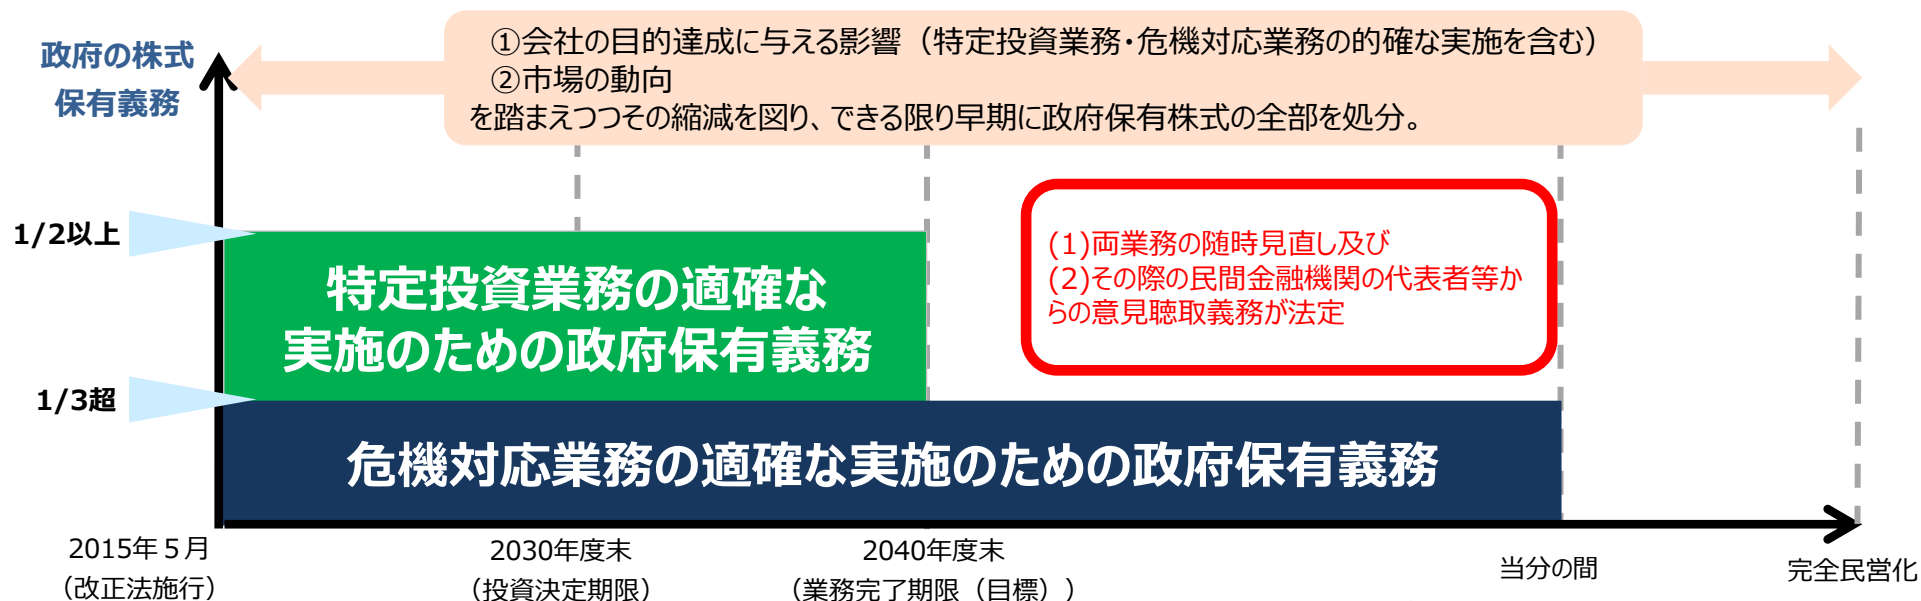 政府の株式
保有義務
①会社の目的達成に与える影響（特定投資業務・危機対応業務の的確な実施を含む）
②市場の動向
を踏まえつつその縮減を図り、できる限り早期に政府保有株式の全部を処分。
1/2以上
特定投資業務の適確な
実施のための政府保有義務
(1)両業務の随時見直し及び
(2)その際の民間金融機関の代表者等か
らの意見聴取義務が法定
1/3超
危機対応業務の適確な実施のための政府保有義務
2015年５月
（改正法施行）
2030年度末
（投資決定期限）
2040年度末
（業務完了期限（目標））
当分の間
完全民営化